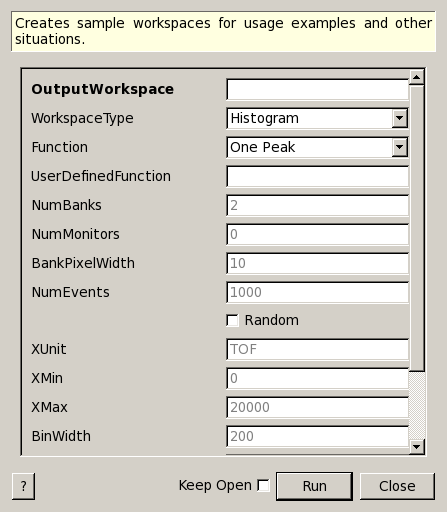 Creates sample workspaces for usage examples and other
situations.
OutputWorkspace
WorkspaceType Histogram
Function One Peak
UserDefinedFunction
NumBanks 2
NumMonitors 0
BankPixelWidth 10
NumEvents 1000
Random
XUnit TOF
XMin 0
XMax 20000
BinWidth 200
? Keep Open Run Close